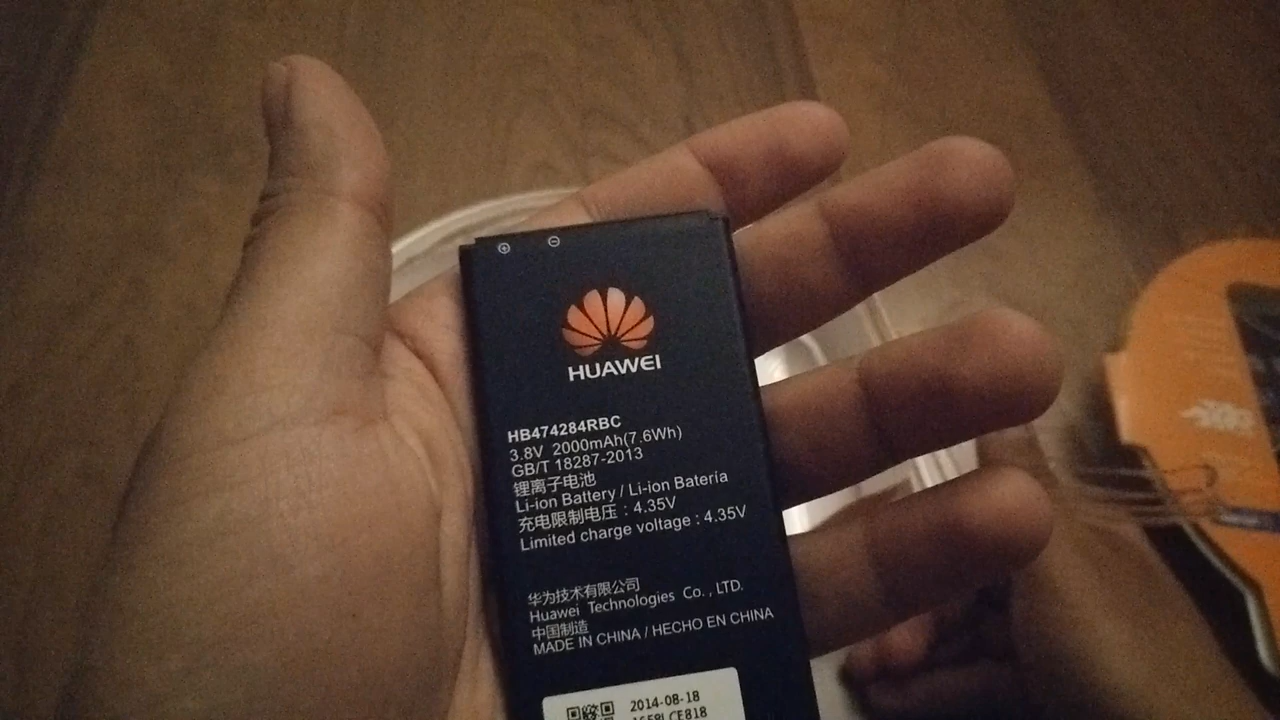 HUAWEI
HB474284RBC
3.8V 2000mAh(7.6Wh)
GB/T 18287-2013
锂离子电池
Li-ion Battery / Li-ion Bateria
充电限制电压：4.35V
Limited charge voltage : 4.35V
华为技术有限公司
Huawei Technologies Co. , LTD.
中国制造
MADE IN CHINA / HECHO EN CHINA
2014-08-18